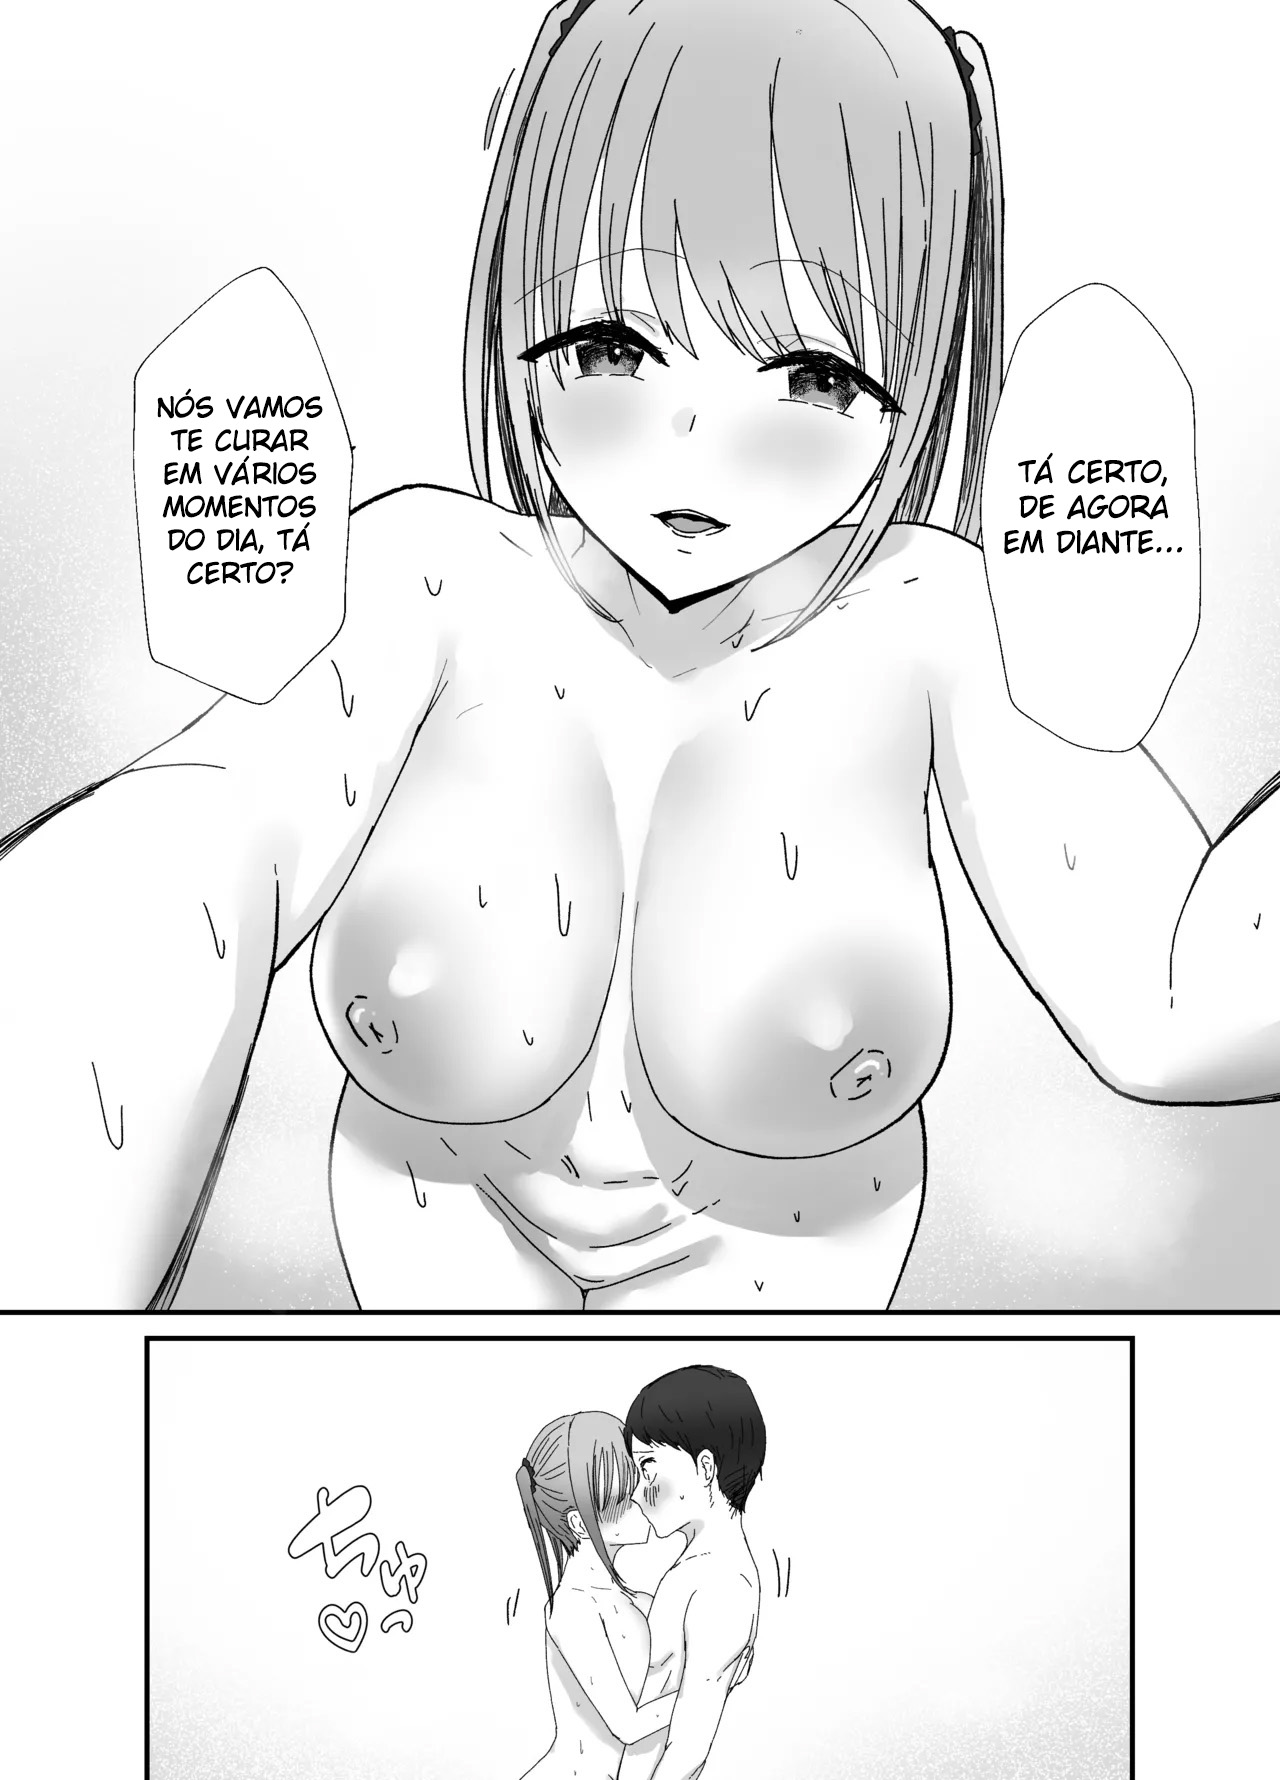 TÁ CERTO,
DE AGORA
EM DIANTE...
NÓS VAMOS
TE CURAR
EM VÁRIOS
MOMENTOS
DO DIA, TÁ
CERTO?
ちゅっ♡